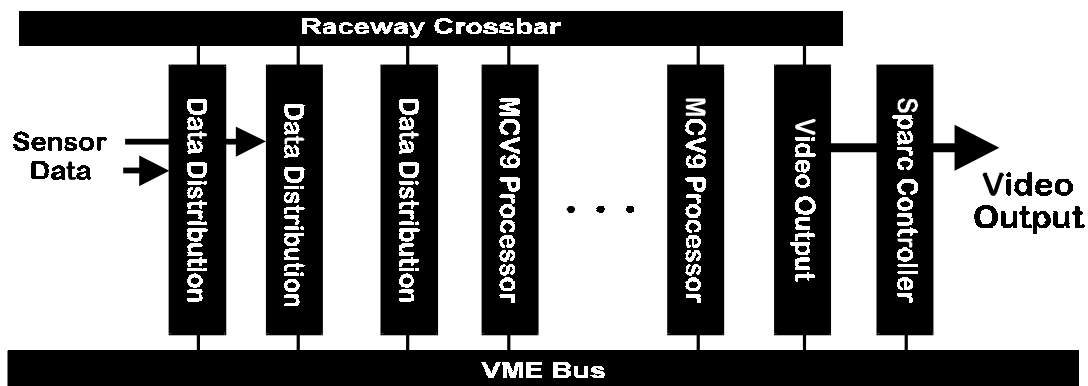 Raceway Crossbar
Sensor
Data
Data Distribution
Data Distribution
Data Distribution
MCV9 Processor
. . .
MCV9 Processor
Video Output
Sparc Controller
Video
Output
VME Bus